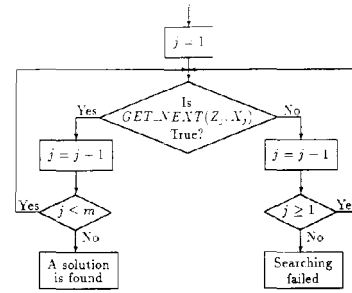 j = 1
Is
GET_NEXT(Z_j, X_j)
True?
Yes
No
j = j + 1
j = j − 1
j < m
j ≥ 1
Yes
Yes
No
No
A solution
is found
Searching
failed